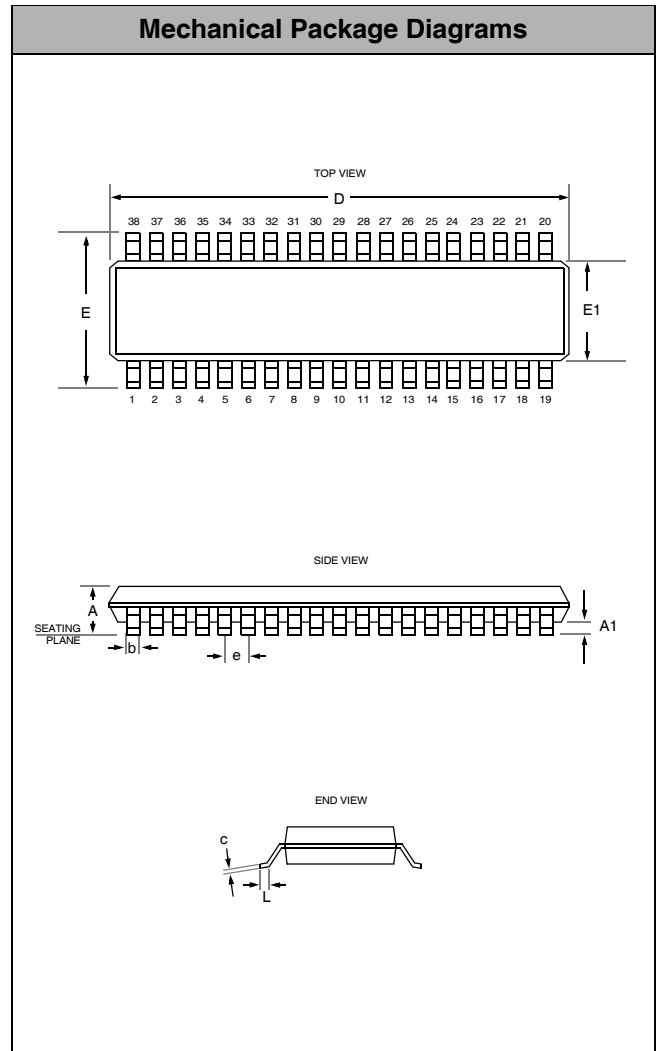 Mechanical Package Diagrams
TOP VIEW
D
38 37 36 35 34 33 32 31 30 29 28 27 26 25 24 23 22 21 20
E
E1
1 2 3 4 5 6 7 8 9 10 11 12 13 14 15 16 17 18 19
SIDE VIEW
A
SEATING
PLANE
b
e
A1
END VIEW
c
L